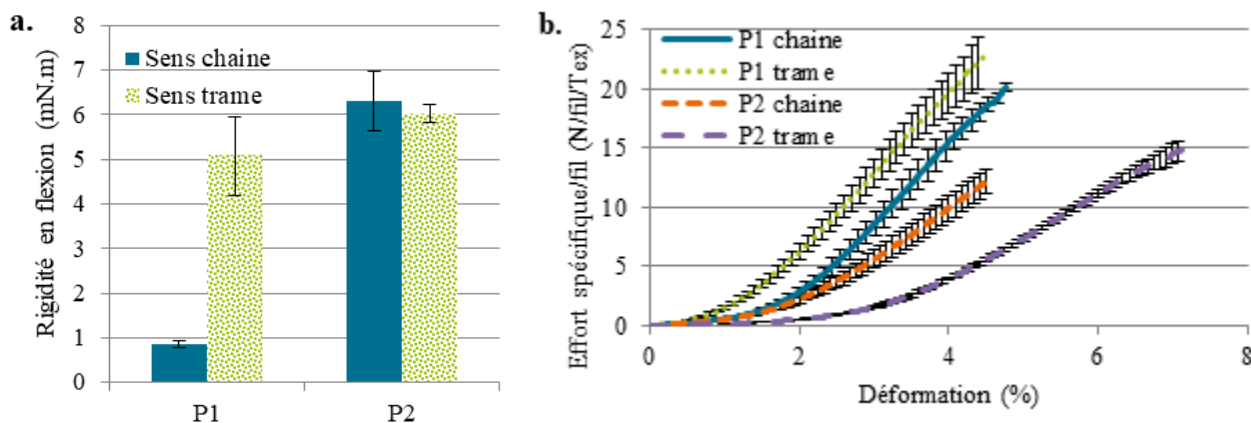 a.
Rigidité en flexion (mN.m)
8
7
6
5
4
3
2
1
0
Sens chaine
Sens trame
P1
P2
b.
Effort spécifique/fil (N/fil/Tex)
25
20
15
10
5
0
P1 chaine
P1 trame
P2 chaine
P2 trame
0
2
4
6
8
Déformation (%)